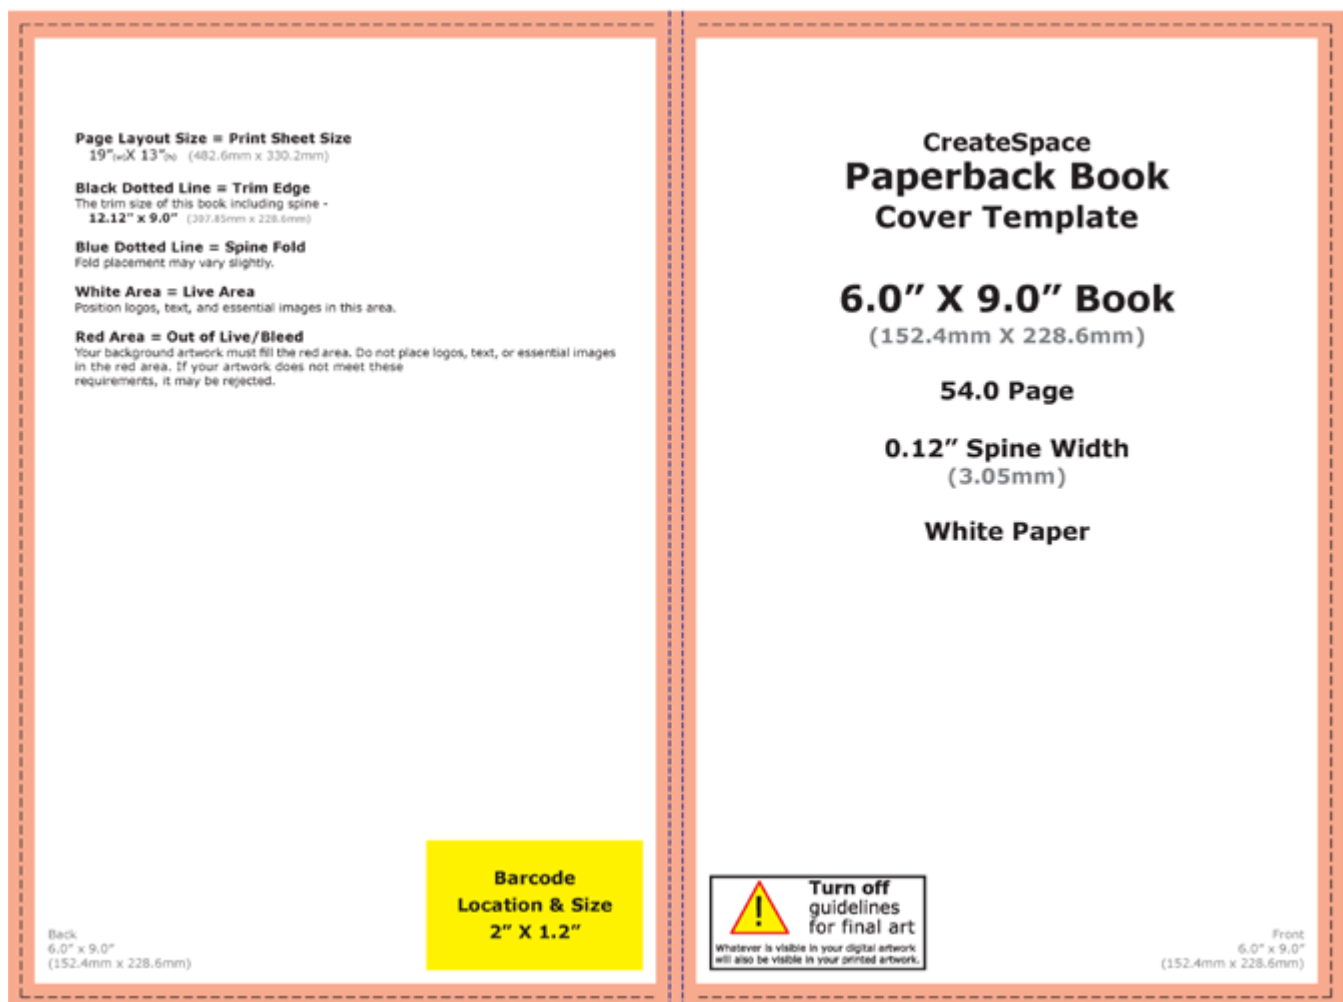 Page Layout Size = Print Sheet Size
19"(w)X 13"(h) (482.6mm x 330.2mm)
Black Dotted Line = Trim Edge
The trim size of this book including spine -
12.12" x 9.0" (307.85mm x 228.6mm)
Blue Dotted Line = Spine Fold
Fold placement may vary slightly.
White Area = Live Area
Position logos, text, and essential images in this area.
Red Area = Out of Live/Bleed
Your background artwork must fill the red area. Do not place logos, text, or essential images
in the red area. If your artwork does not meet these
requirements, it may be rejected.
Barcode
Location & Size
2" X 1.2"
Back
6.0" x 9.0"
(152.4mm x 228.6mm)
CreateSpace
Paperback Book
Cover Template
6.0" X 9.0" Book
(152.4mm X 228.6mm)
54.0 Page
0.12" Spine Width
(3.05mm)
White Paper
!
Turn off
guidelines
for final art
Whatever is visible in your digital artwork
will also be visible in your printed artwork.
Front
6.0" x 9.0"
(152.4mm x 228.6mm)